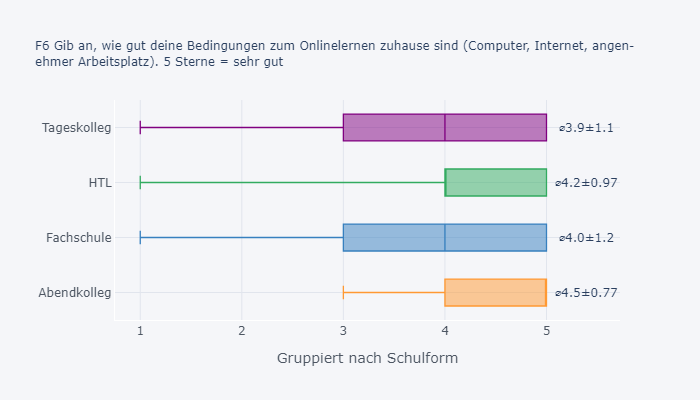 F6 Gib an, wie gut deine Bedingungen zum Onlinelernen zuhause sind (Computer, Internet, angen-
ehmer Arbeitsplatz). 5 Sterne = sehr gut
Tageskolleg
⌀3.9±1.1
HTL
⌀4.2±0.97
Fachschule
⌀4.0±1.2
Abendkolleg
⌀4.5±0.77
1 2 3 4 5
Gruppiert nach Schulform